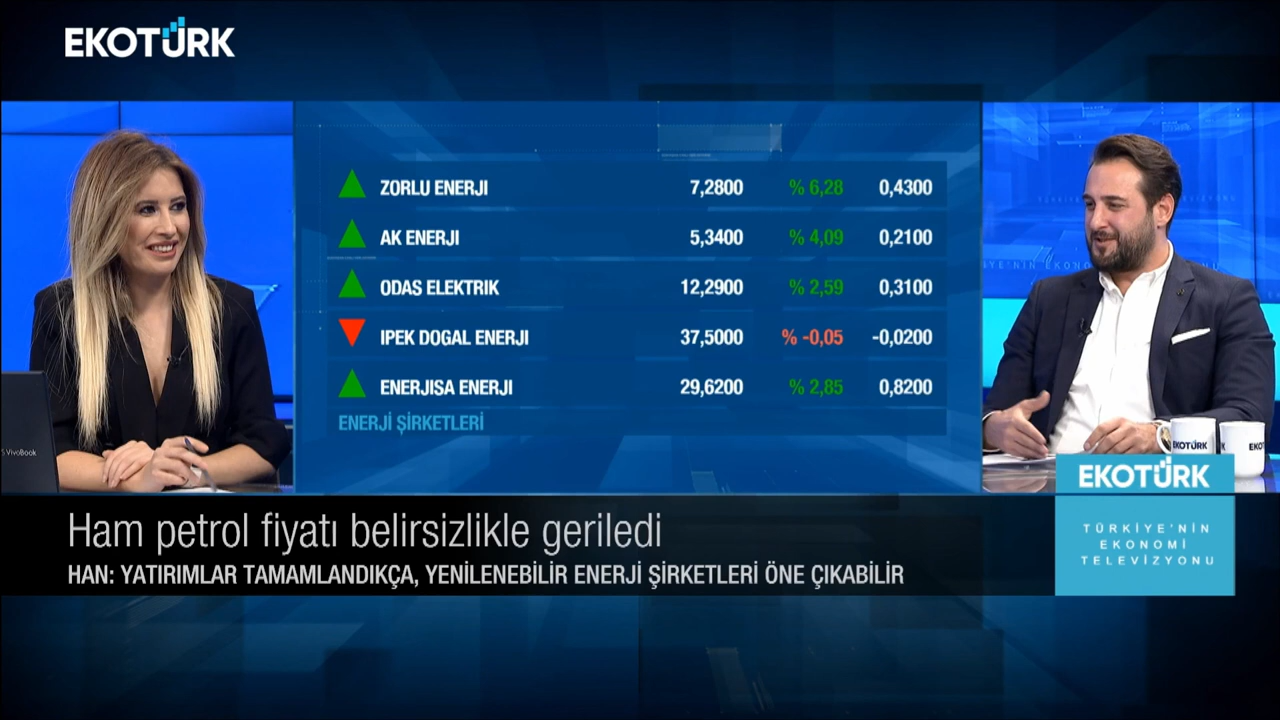 EKOTÜRK
ZORLU ENERJI 7,2800 % 6,28 0,4300
AK ENERJI 5,3400 % 4,09 0,2100
ODAS ELEKTRIK 12,2900 % 2,59 0,3100
IPEK DOGAL ENERJI 37,5000 % -0,05 -0,0200
ENERJISA ENERJI 29,6200 % 2,85 0,8200
ENERJİ ŞİRKETLERİ
VivoBook
EKOTÜRK
EKOTÜRK
Ham petrol fiyatı belirsizlikle geriledi
HAN: YATIRIMLAR TAMAMLANDIKÇA, YENİLENEBİLİR ENERJİ ŞİRKETLERİ ÖNE ÇIKABİLİR
EKOTÜRK
TÜRKİYE'NİN
EKONOMİ
TELEVİZYONU